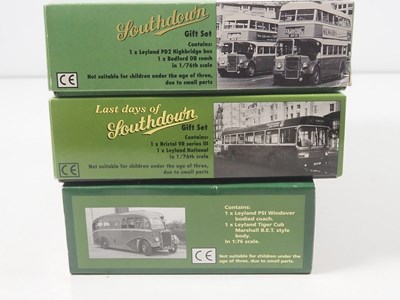 Southdown
Gift Set
Contains:
1 x Leyland PD2 Highbridge box
1 x Bedford OB coach
in 1/76th scale
CE
Not suitable for children under the age of three,
due to small parts
Last days of
Southdown
Gift Set
Contains:
1 x Bristol VR series III
1 x Leyland National
in 1/76th scale
CE
Not suitable for children under the age of three,
due to small parts
Contains:
1 x Leyland PSI Windover
bodied coach.
1 x Leyland Tiger Cub
Marshall B.E.T. style
body.
In 1:76 scale.
CE
Not suitable for children under the age of three,
due to small parts.